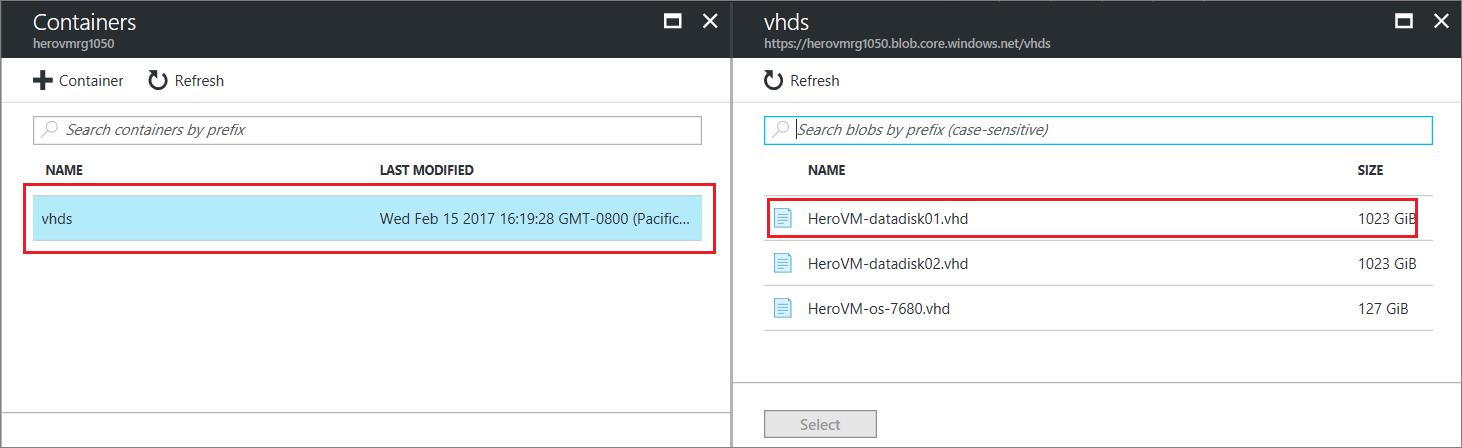 Containers
herovmrg1050
Container
Refresh
Search containers by prefix
NAME LAST MODIFIED
vhds Wed Feb 15 2017 16:19:28 GMT-0800 (Pacific...
vhds
https://herovmrg1050.blob.core.windows.net/vhds
Refresh
Search blobs by prefix (case-sensitive)
NAME SIZE
HeroVM-datadisk01.vhd 1023 GiB
HeroVM-datadisk02.vhd 1023 GiB
HeroVM-os-7680.vhd 127 GiB
Select